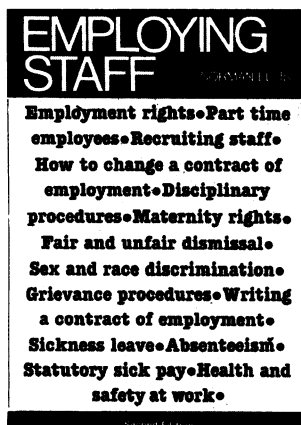 EMPLOYING
STAFF
Employment rights•Part time
employees•Recruiting staff•
How to change a contract of
employment•Disciplinary
procedures•Maternity rights•
Fair and unfair dismissal•
Sex and race discrimination•
Grievance procedures•Writing
a contract of employment•
Sickness leave•Absenteeism•
Statutory sick pay•Health and
safety at work•